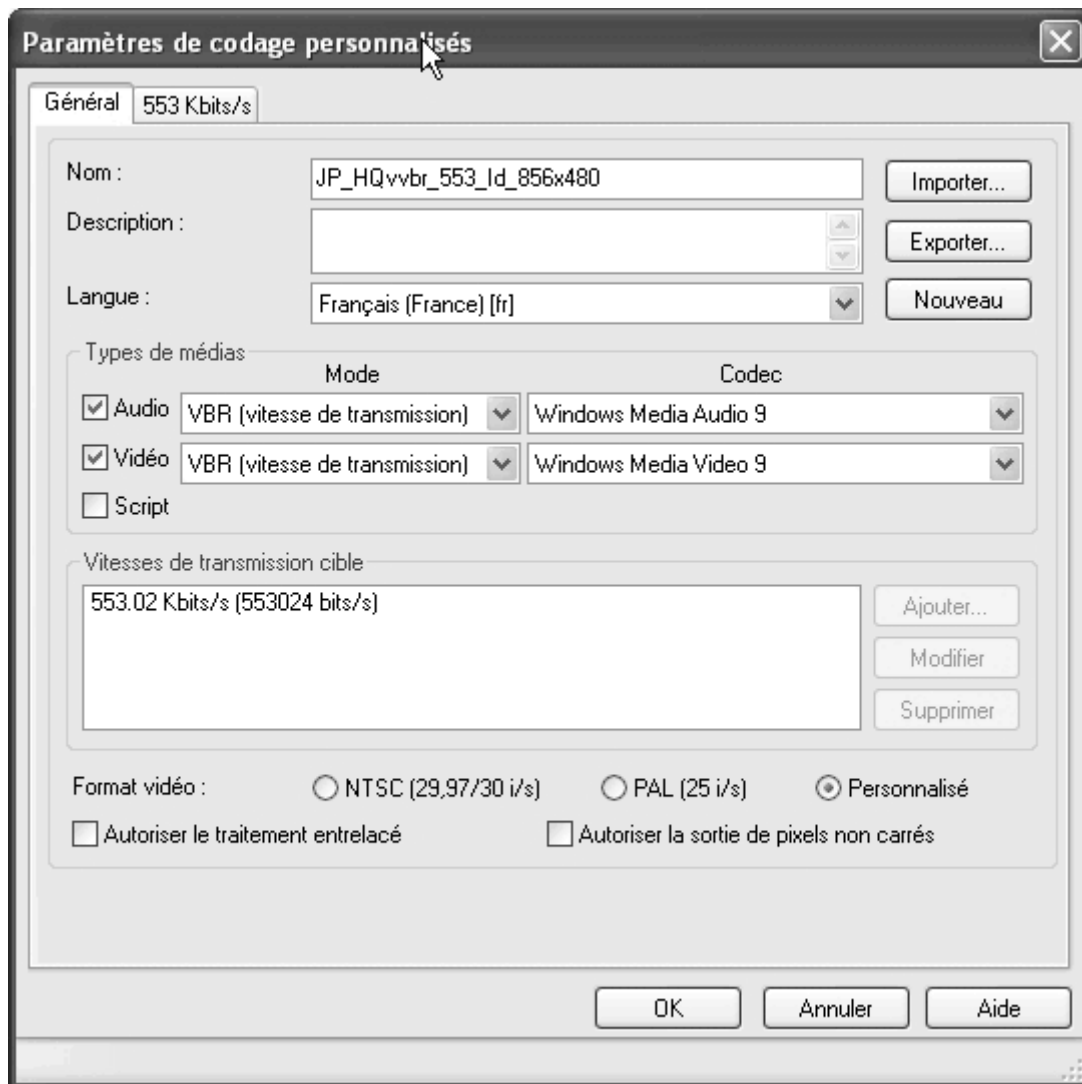 Paramètres de codage personnalisés
Général 553 Kbits/s
Nom : JP_HQvvbr_553_ld_856x480 Importer...
Description : Exporter...
Langue : Français (France) [fr] Nouveau
Types de médias
Mode Codec
Audio VBR (vitesse de transmission) Windows Media Audio 9
Vidéo VBR (vitesse de transmission) Windows Media Video 9
Script
Vitesses de transmission cible
553.02 Kbits/s (553024 bits/s) Ajouter...
Modifier
Supprimer
Format vidéo : NTSC (29,97/30 i/s) PAL (25 i/s) Personnalisé
Autoriser le traitement entrelacé Autoriser la sortie de pixels non carrés
OK Annuler Aide